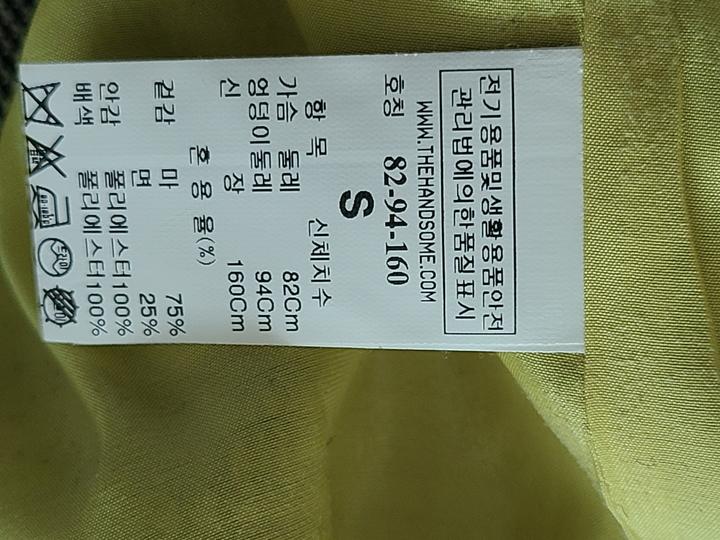 전기용품및생활용품안전
관리법에의한품질표시
WWW.THEHANDSOME.COM
호칭 82-94-160
S
항 목 신체치수
가슴 둘레 82Cm
엉덩이둘레 94Cm
신 장 160Cm
혼 용 율(%)
겉감 마 75%
면 25%
안감 폴리에스터100%
배색 폴리에스터100%
드라이